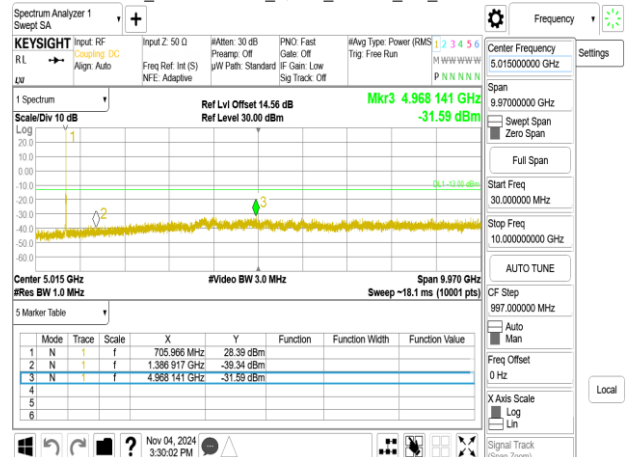 Spectrum Analyzer 1
Swept SA
+
Frequency
KEYSIGHT
Input: RF
Input Z: 50 Ω
#Atten: 30 dB
PNO: Fast
#Avg Type: Power (RMS
1 2 3 4 5 6
RL
Coupling: DC
Preamp: Off
Gate: Off
Trig: Free Run
M W W W W W
Align: Auto
Freq Ref: Int (S)
µW Path: Standard
IF Gain: Low
LW
NFE: Adaptive
Sig Track: Off
P N N N N N
Center Frequency
5.015000000 GHz
Settings
1 Spectrum
Ref Lvl Offset 14.56 dB
Mkr3 4.968 141 GHz
Scale/Div 10 dB
Ref Level 30.00 dBm
-31.59 dBm
Log
20.0
10.0
0.00
-10.0
-20.0
-30.0
-40.0
-50.0
-60.0
1
2
3
DL1 -13.00 dBm
Center 5.015 GHz
#Video BW 3.0 MHz
Span 9.970 GHz
#Res BW 1.0 MHz
Sweep ~18.1 ms (10001 pts)
Span
9.97000000 GHz
Swept Span
Zero Span
Full Span
Start Freq
30.000000 MHz
Stop Freq
10.000000000 GHz
AUTO TUNE
CF Step
997.000000 MHz
Auto
Man
Freq Offset
0 Hz
X Axis Scale
Log
Lin
Signal Track
(Span Zoom)
Local
5 Marker Table
Mode Trace Scale X Y Function Function Width Function Value
1 N 1 f 705.966 MHz 28.39 dBm
2 N 1 f 1.386 917 GHz -39.34 dBm
3 N 1 f 4.968 141 GHz -31.59 dBm
4
5
6
?
Nov 04, 2024
3:30:02 PM